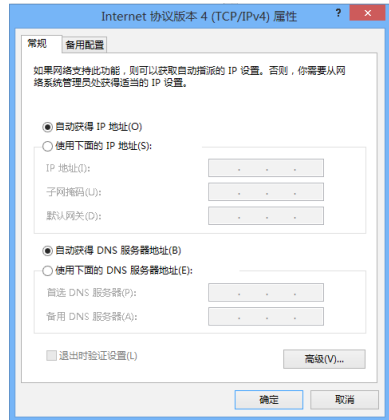 Internet 协议版本 4 (TCP/IPv4) 属性
? x
常规 备用配置
如果网络支持此功能，则可以获取自动指派的 IP 设置。否则，你需要从网
络系统管理员处获得适当的 IP 设置。
自动获得 IP 地址(O)
使用下面的 IP 地址(S):
IP 地址(I):
子网掩码(U):
默认网关(D):
自动获得 DNS 服务器地址(B)
使用下面的 DNS 服务器地址(E):
首选 DNS 服务器(P):
备用 DNS 服务器(A):
退出时验证设置(L)
高级(V)...
确定 取消